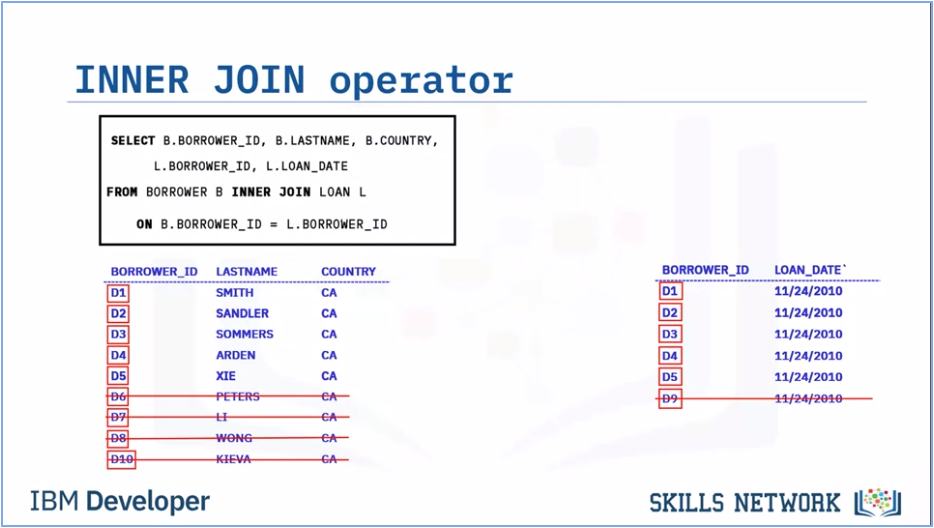 INNER JOIN operator
SELECT B.BORROWER_ID, B.LASTNAME, B.COUNTRY,
L.BORROWER_ID, L.LOAN_DATE
FROM BORROWER B INNER JOIN LOAN L
ON B.BORROWER_ID = L.BORROWER_ID
BORROWER_ID LASTNAME COUNTRY
D1 SMITH CA
D2 SANDLER CA
D3 SOMMERS CA
D4 ARDEN CA
D5 XIE CA
D6 PETERS CA
D7 LI CA
D8 WONG CA
D10 KIEVA CA
BORROWER_ID LOAN_DATE`
D1 11/24/2010
D2 11/24/2010
D3 11/24/2010
D4 11/24/2010
D5 11/24/2010
D9 11/24/2010
IBM Developer
SKILLS NETWORK